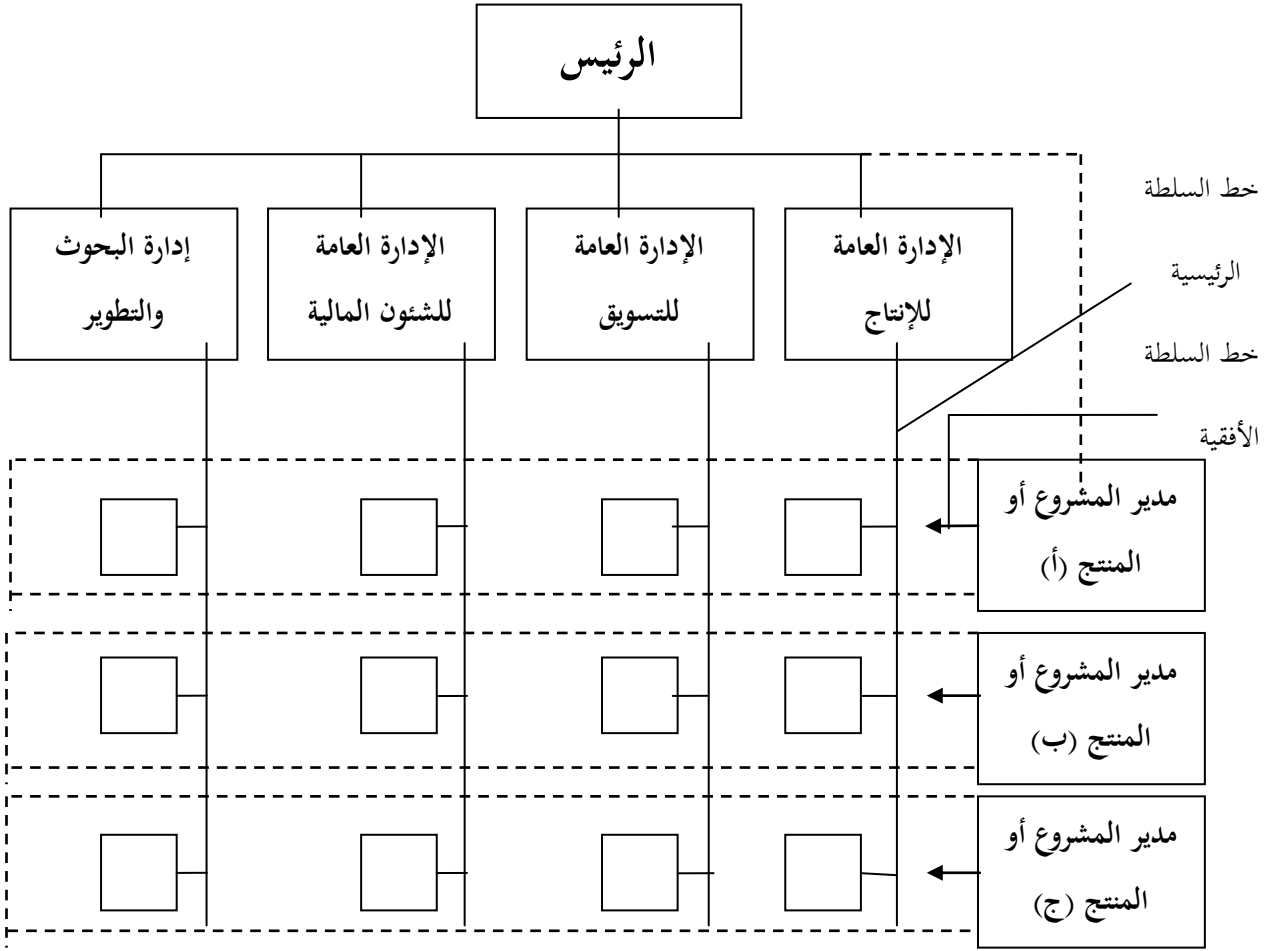 الرئيس
الإدارة العامة
للإنتاج
الإدارة العامة
للتسويق
الإدارة العامة
للشئون المالية
إدارة البحوث
والتطوير
خط السلطة
الرئيسية
خط السلطة
الأفقية
مدير المشروع أو
المنتج (أ)
مدير المشروع أو
المنتج (ب)
مدير المشروع أو
المنتج (ج)